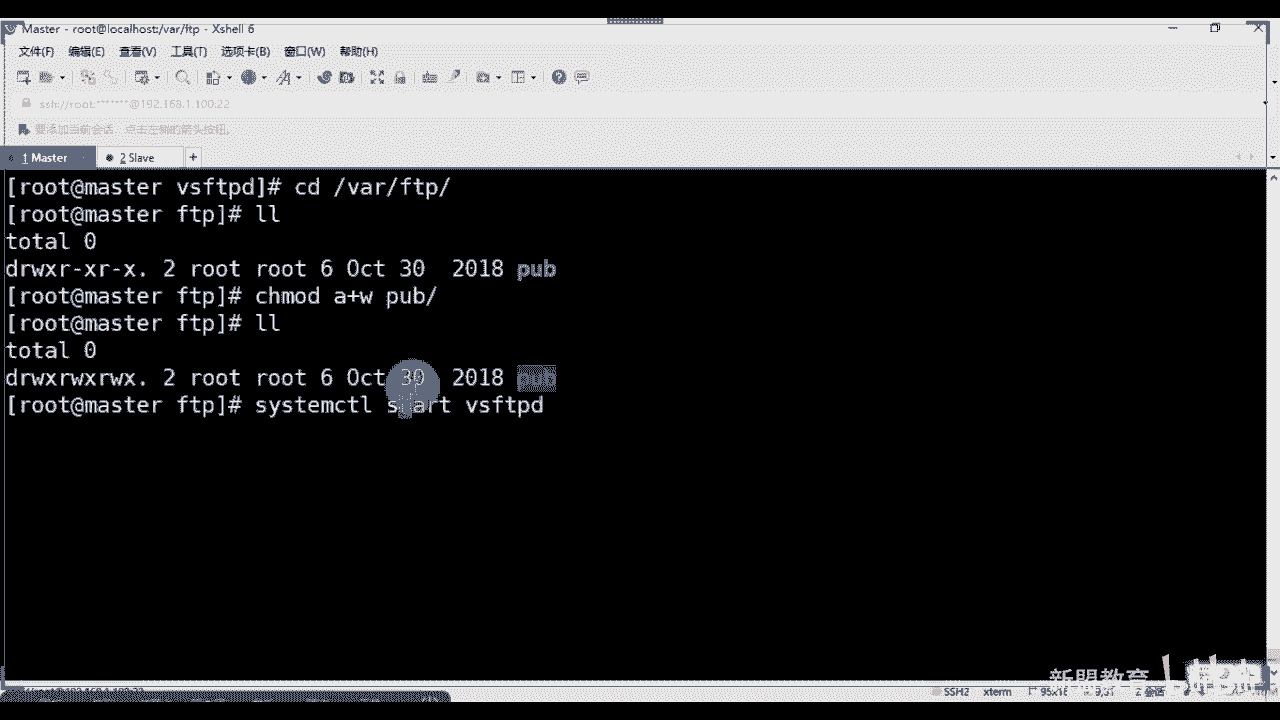 Master - root@localhost:/var/ftp - Xshell 6
文件(F) 编辑(E) 查看(V) 工具(T) 选项卡(B) 窗口(W) 帮助(H)
ssh://root:*******@192.168.1.100:22
要添加当前会话，点击左侧的箭头按钮。
1 Master 2 Slave +
[root@master vsftpd]# cd /var/ftp/
[root@master ftp]# ll
total 0
drwxr-xr-x. 2 root root 6 Oct 30  2018 pub
[root@master ftp]# chmod a+w pub/
[root@master ftp]# ll
total 0
drwxrwxrwx. 2 root root 6 Oct 30  2018 pub
[root@master ftp]# systemctl start vsftpd
新盟教育
SSH2 xterm